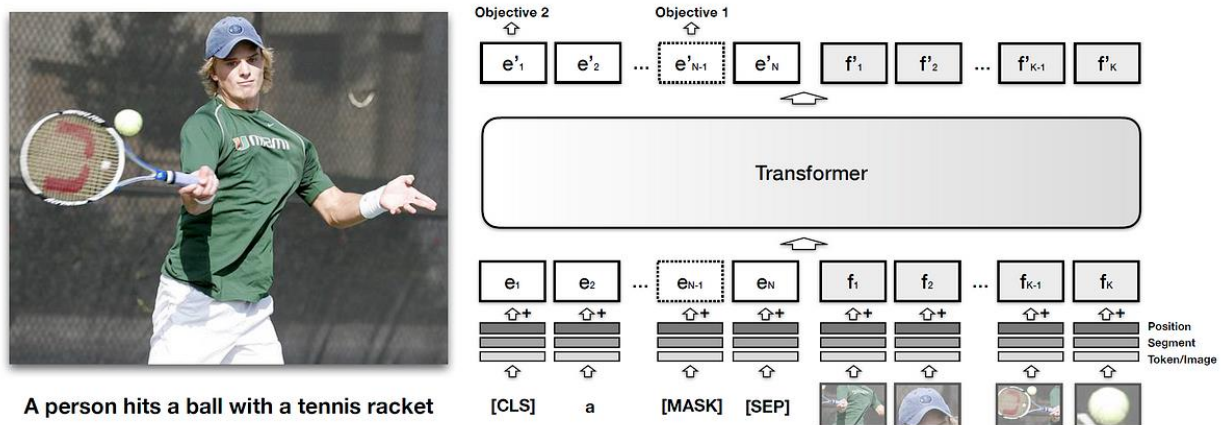 A person hits a ball with a tennis racket
MIAMI
Objective 2 Objective 1
e'1 e'2 ... e'N-1 e'N f'1 f'2 ... f'K-1 f'K
Transformer
e1 e2 ... eN-1 eN f1 f2 ... fK-1 fK
+ + + + + + + +
Position
Segment
Token/Image
[CLS] a [MASK] [SEP]